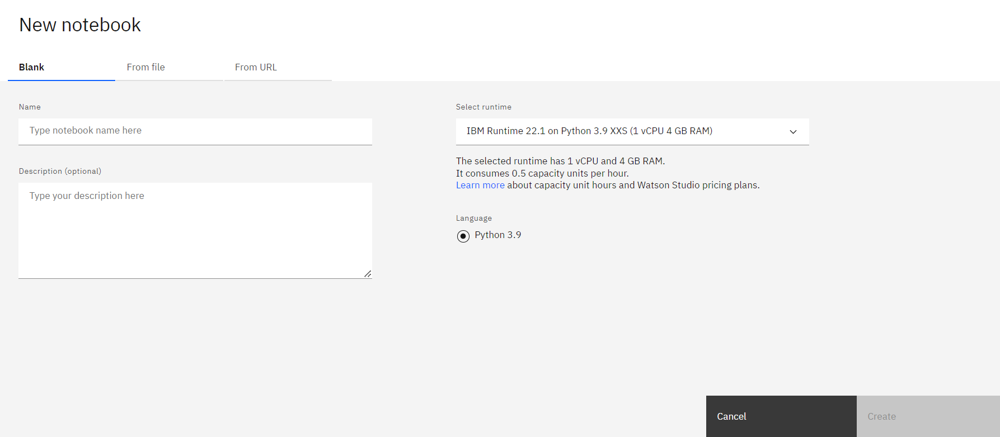 New notebook
Blank
From file
From URL
Name
Type notebook name here
Description (optional)
Type your description here
Select runtime
IBM Runtime 22.1 on Python 3.9 XXS (1 vCPU 4 GB RAM)
The selected runtime has 1 vCPU and 4 GB RAM.
It consumes 0.5 capacity units per hour.
Learn more about capacity unit hours and Watson Studio pricing plans.
Language
Python 3.9
Cancel
Create